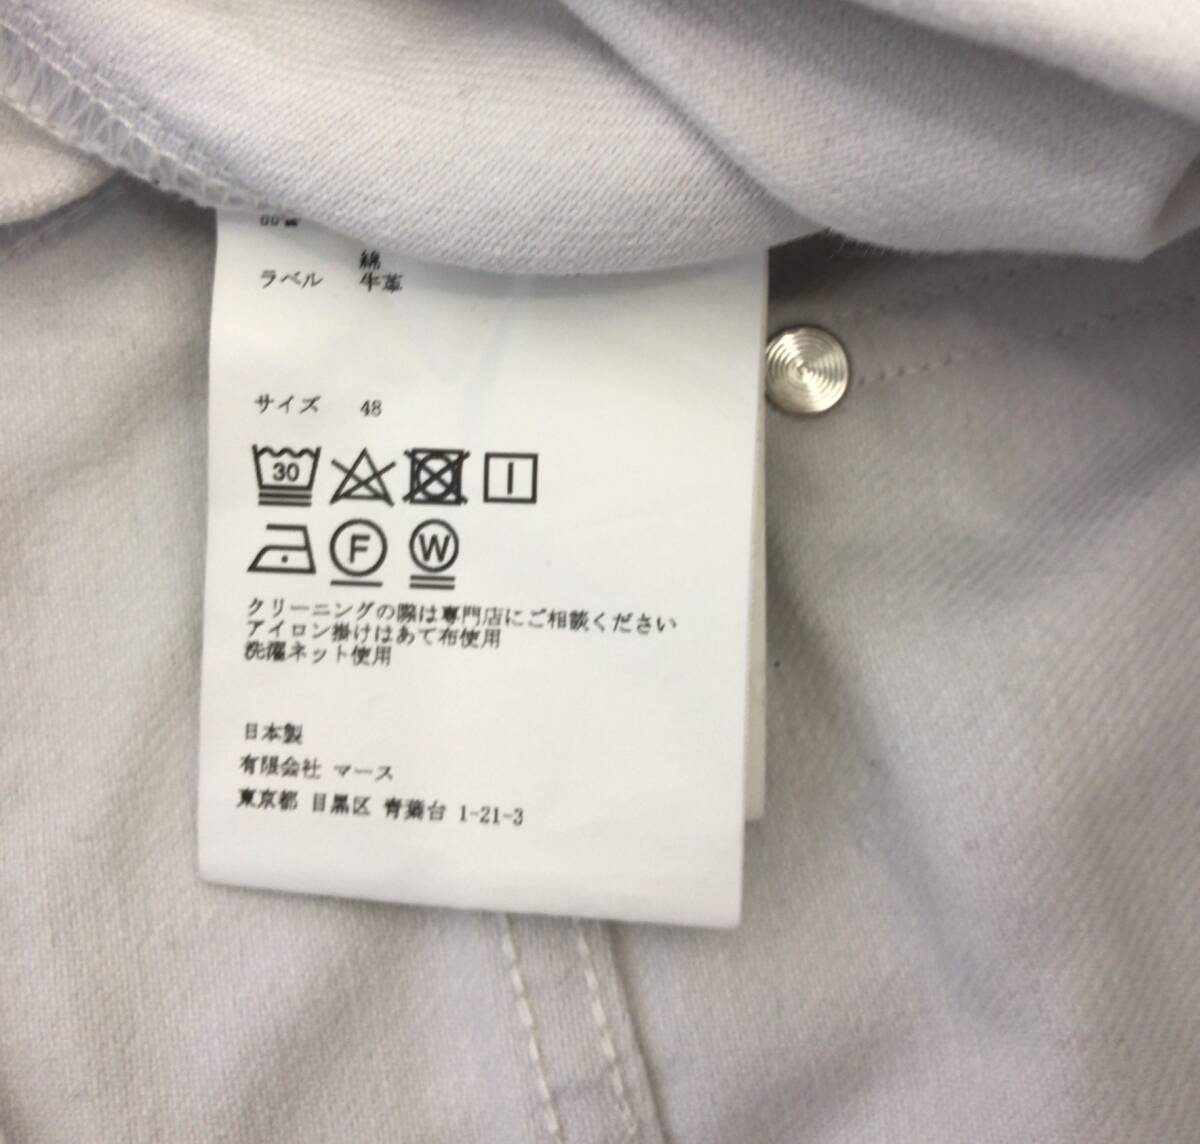 綿
ラベル 牛革
サイズ 48
30
F W
クリーニングの際は専門店にご相談ください
アイロン掛けはあて布使用
洗濯ネット使用
日本製
有限会社 マース
東京都 目黒区 青葉台 1-21-3